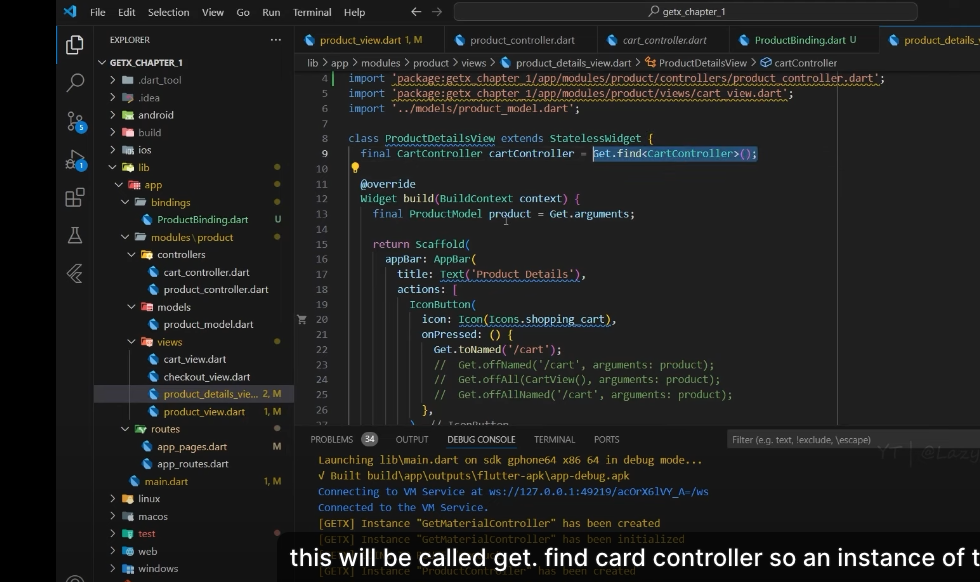 File Edit Selection View Go Run Terminal Help
getx_chapter_1
EXPLORER
product_view.dart 1, M
product_controller.dart
cart_controller.dart
ProductBinding.dart U
product_details_vie
lib > app > modules > product > views > product_details_view.dart > ProductDetailsView > cartController
GETX_CHAPTER_1
.dart_tool
.idea
android
build
ios
lib
app
bindings
ProductBinding.dart U
modules\product
controllers
cart_controller.dart
product_controller.dart
models
product_model.dart
views
cart_view.dart
checkout_view.dart
product_details_vie... 2, M
product_view.dart 1, M
routes
app_pages.dart M
app_routes.dart
main.dart 1, M
linux
macos
test
web
windows
5
1
4 import 'package:getx_chapter_1/app/modules/product/controllers/product_controller.dart';
5 import 'package:getx_chapter_1/app/modules/product/views/cart_view.dart';
6 import '../models/product_model.dart';
7
8 class ProductDetailsView extends StatelessWidget {
9 final CartController cartController = Get.find<CartController>();
10
11 @override
12 Widget build(BuildContext context) {
13 final ProductModel product = Get.arguments;
14
15 return Scaffold(
16 appBar: AppBar(
17 title: Text('Product Details'),
18 actions: [
19 IconButton(
20 icon: Icon(Icons.shopping_cart),
21 onPressed: () {
22 Get.toNamed('/cart');
23 // Get.offNamed('/cart', arguments: product);
24 // Get.offAll(CartView(), arguments: product);
25 // Get.offAllNamed('/cart', arguments: product);
26 },
27 ) // IconButton
PROBLEMS 34 OUTPUT DEBUG CONSOLE TERMINAL PORTS
Filter (e.g. text, !exclude, \escape)
YT | @Lazy
Launching lib\main.dart on sdk gphone64 x86 64 in debug mode...
√ Built build\app\outputs\flutter-apk\app-debug.apk
Connecting to VM Service at ws://127.0.0.1:49219/acOrX6lVY_A=/ws
Connected to the VM Service.
[GETX] Instance "GetMaterialController" has been created
[GETX] Instance "GetMaterialController" has been initialized
this will be called get. find card controller so an instance of t
[GETX] Instance "ProductController" has been created